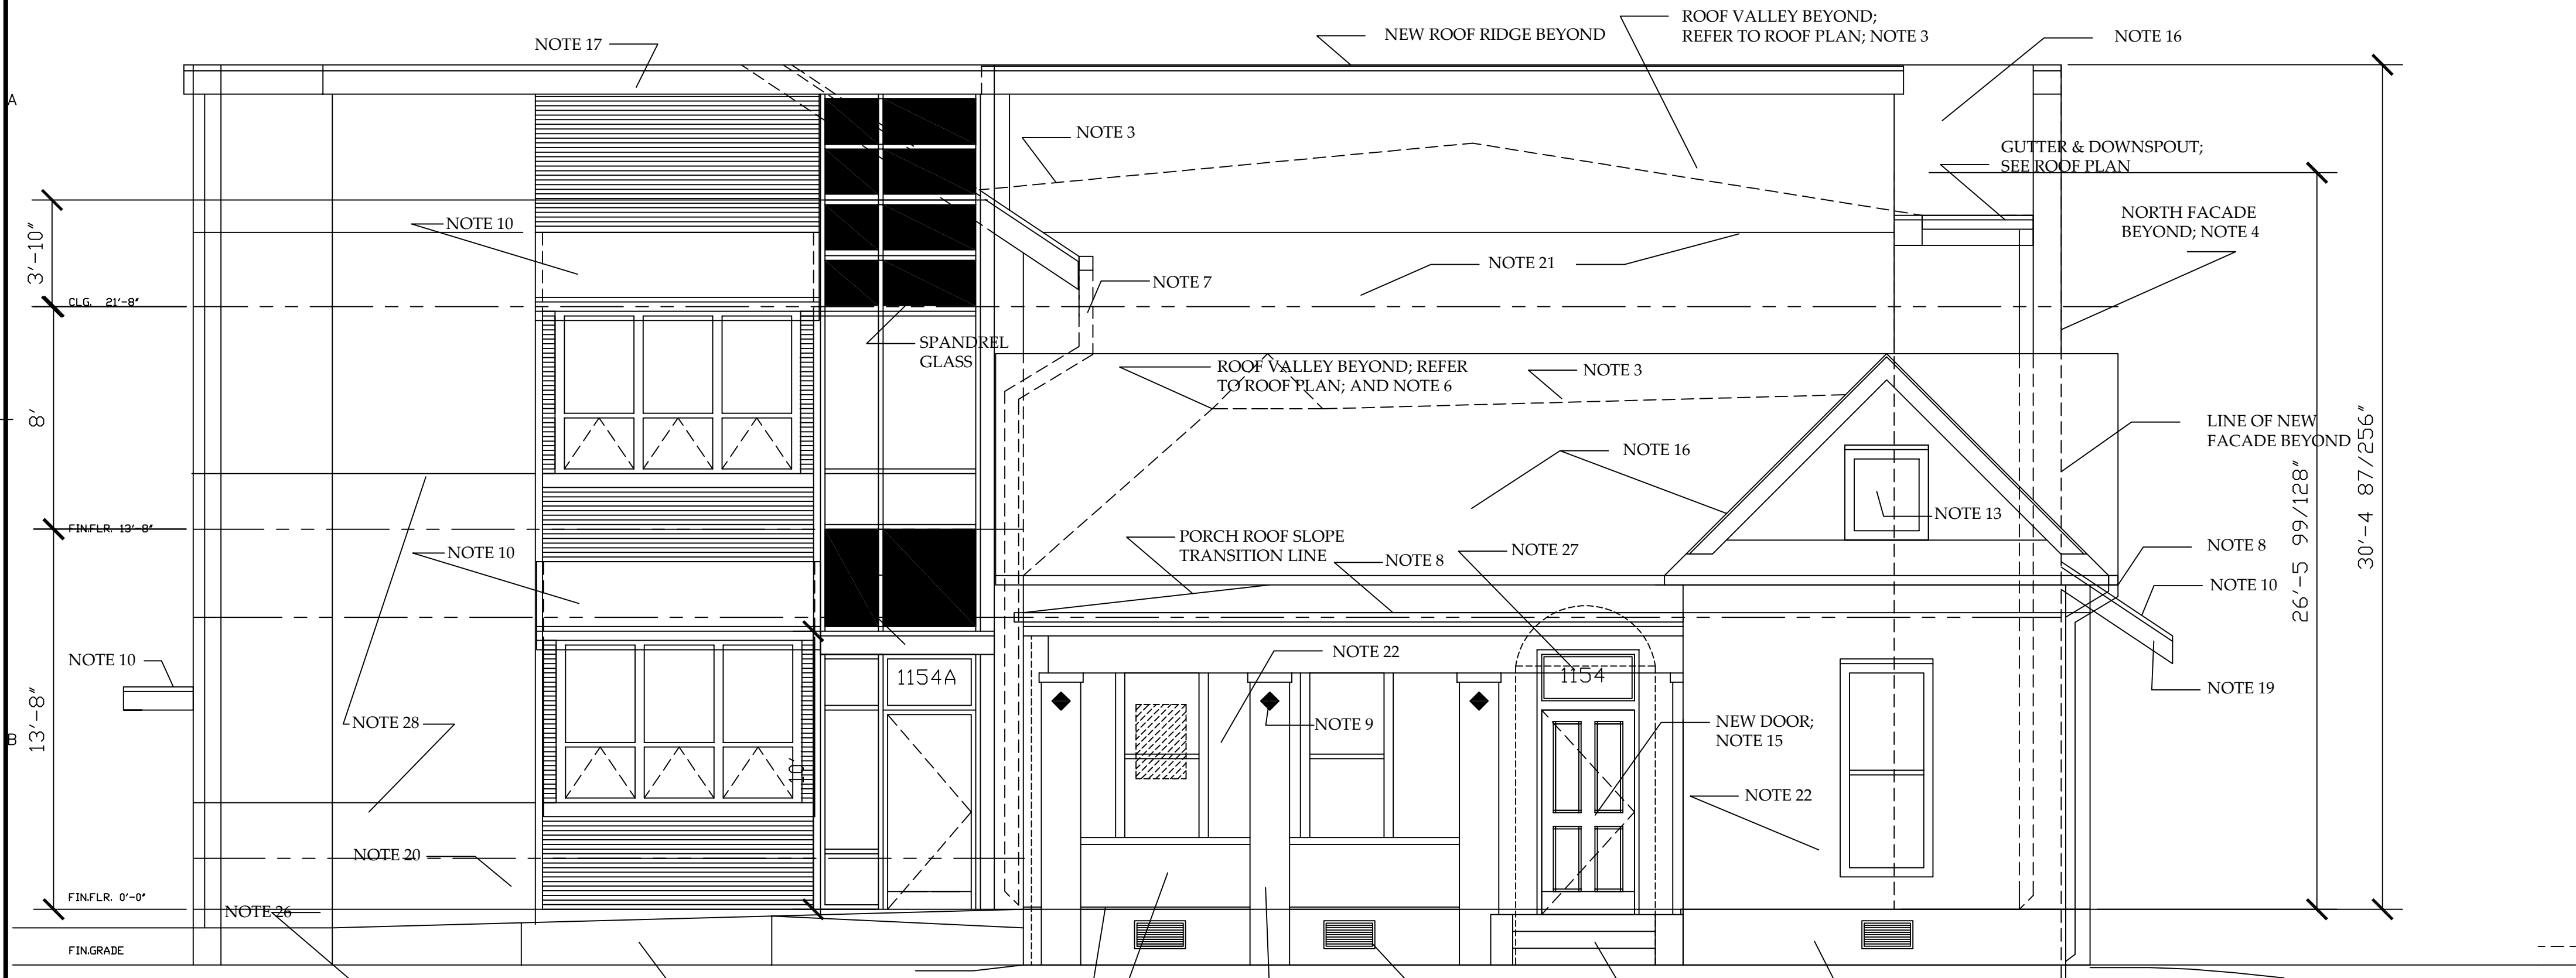 ROOF VALLEY BEYOND;
REFER TO ROOF PLAN; NOTE 3
NEW ROOF RIDGE BEYOND
NOTE 16
NOTE 17
A
NOTE 3
GUTTER & DOWNSPOUT;
SEE ROOF PLAN
NORTH FACADE
BEYOND; NOTE 4
NOTE 10
3'-10"
NOTE 21
NOTE 7
CLG. 21'-8"
SPANDREL
GLASS
ROOF VALLEY BEYOND; REFER
TO ROOF PLAN; AND NOTE 6
NOTE 3
8'
LINE OF NEW
FACADE BEYOND
30'-4 87/256"
26'-5 99/128"
NOTE 16
NOTE 13
FIN.FLR. 13'-8"
PORCH ROOF SLOPE
TRANSITION LINE
NOTE 8
NOTE 27
NOTE 8
NOTE 10
NOTE 10
NOTE 10
NOTE 22
1154A
1154
NOTE 19
13'-8"
NOTE 28
NOTE 9
NEW DOOR;
NOTE 15
B
10'
NOTE 22
NOTE 20
FIN.FLR. 0'-0"
NOTE 26
FIN.GRADE